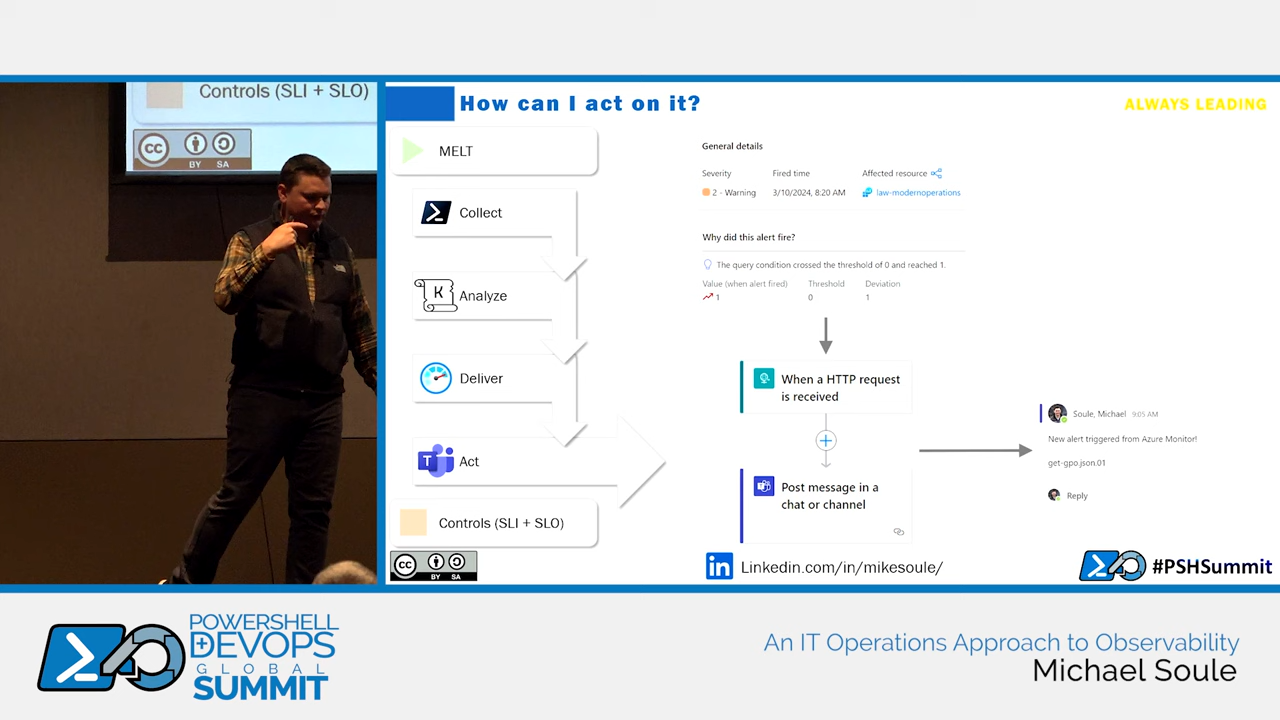 Controls (SLI + SLO)
CC
BY SA
How can I act on it?
ALWAYS LEADING
MELT
Collect
K
Analyze
Deliver
T
Act
Controls (SLI + SLO)
CC
BY SA
General details
Severity Fired time Affected resource
2 - Warning 3/10/2024, 8:20 AM law-modernoperations
Why did this alert fire?
The query condition crossed the threshold of 0 and reached 1.
Value (when alert fired) Threshold Deviation
1 0 1
When a HTTP request
is received
Post message in a
chat or channel
Soule, Michael 9:05 AM
New alert triggered from Azure Monitor!
get-gpo.json.01
Reply
in Linkedin.com/in/mikesoule/
#PSHSummit
POWERSHELL
+DEVOPS
GLOBAL
SUMMIT
An IT Operations Approach to Observability
Michael Soule